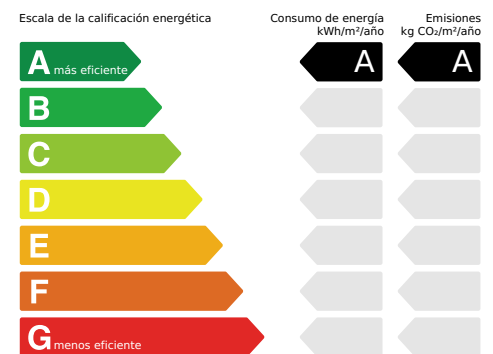 Escala de la calificación energética
Consumo de energía
kWh/m²/año
Emisiones
kg CO₂/m²/año
A más eficiente
A
A
B
C
D
E
F
G menos eficiente